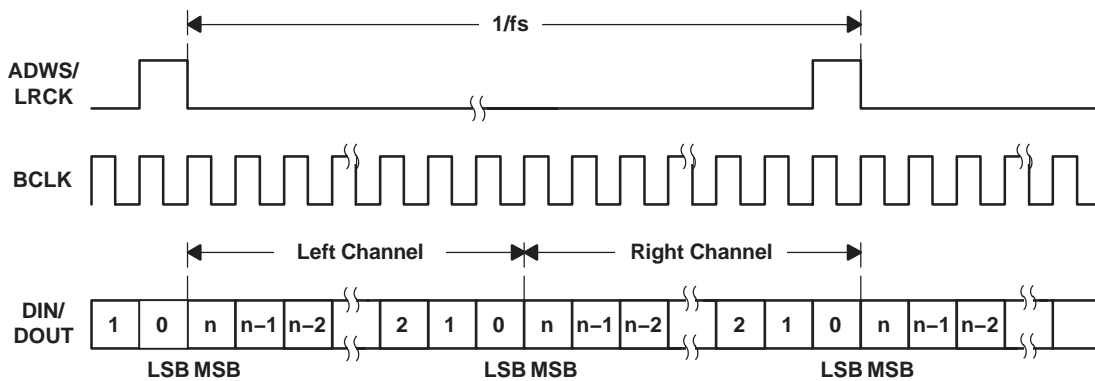 1/fs
ADWS/
LRCK
BCLK
Left Channel Right Channel
DIN/
DOUT
1 0 n n–1 n–2 2 1 0 n n–1 n–2 2 1 0 n n–1 n–2
LSB MSB LSB MSB LSB MSB